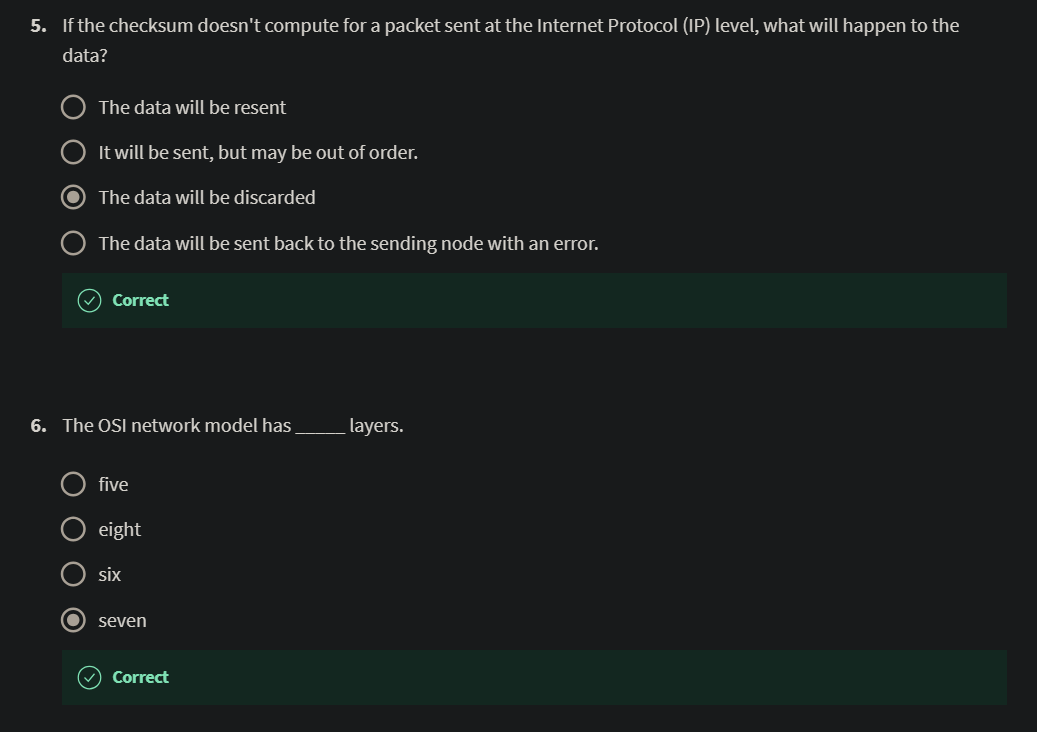 5. If the checksum doesn't compute for a packet sent at the Internet Protocol (IP) level, what will happen to the
data?
The data will be resent
It will be sent, but may be out of order.
The data will be discarded
The data will be sent back to the sending node with an error.
Correct
6. The OSI network model has _____ layers.
five
eight
six
seven
Correct